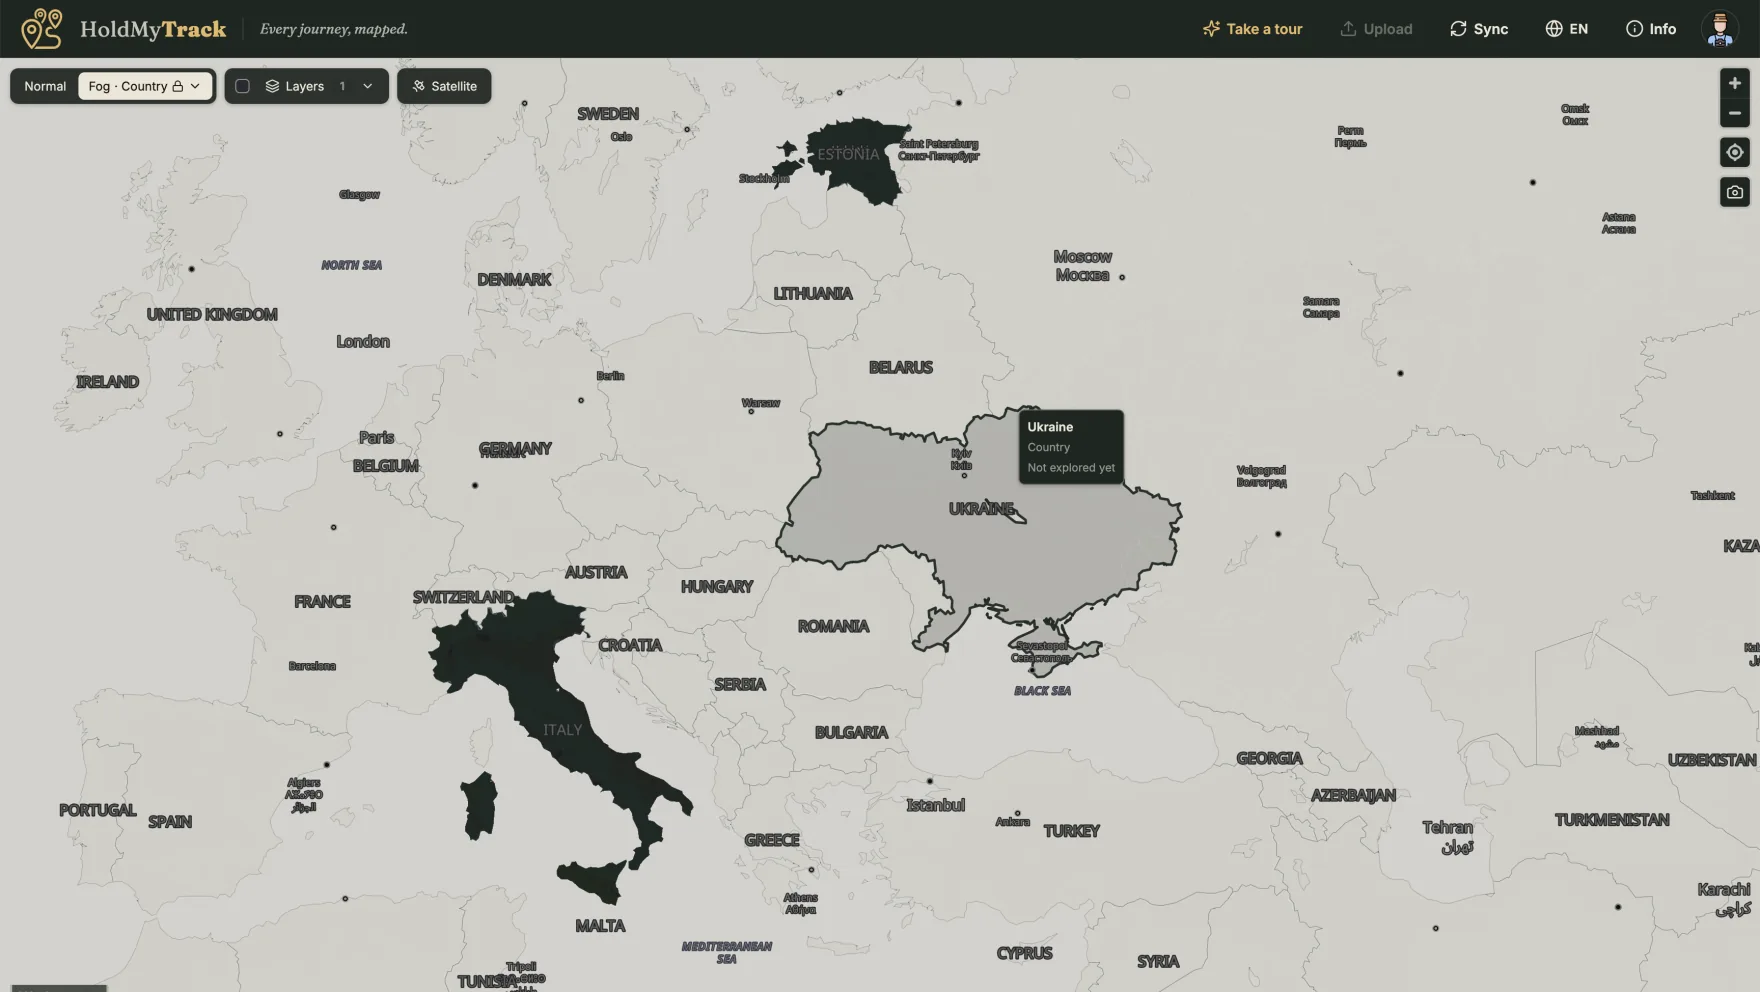 HoldMyTrack
Every journey, mapped.
Take a tour
Upload
Sync
EN
Info
Normal
Fog · Country
Layers 1
Satellite
SWEDEN
Oslo
ESTONIA
Saint Petersburg
Санкт-Петербург
Stockholm
Omsk
Омск
Perm
Пермь
Glasgow
Astana
Астана
NORTH SEA
Moscow
Москва
DENMARK
LITHUANIA
Samara
Самара
UNITED KINGDOM
London
BELARUS
IRELAND
Berlin
Warsaw
Ukraine
Country
Not explored yet
Paris
GERMANY
BELGIUM
Kyiv
Київ
Volgograd
Волгоград
Tashkent
UKRAINE
KAZA
AUSTRIA
HUNGARY
SWITZERLAND
FRANCE
ROMANIA
CROATIA
Sevastopol
Севастополь
Barcelona
SERBIA
BLACK SEA
ITALY
BULGARIA
Mashhad
مشهد
GEORGIA
UZBEKISTAN
Algiers
الجزائر
AZERBAIJAN
PORTUGAL
SPAIN
Istanbul
Ankara
TURKEY
TURKMENISTAN
Tehran
تهران
GREECE
Athens
Αθήνα
Karachi
کراچی
MALTA
MEDITERRANEAN
SEA
CYPRUS
SYRIA
Tripoli
TUNISIA